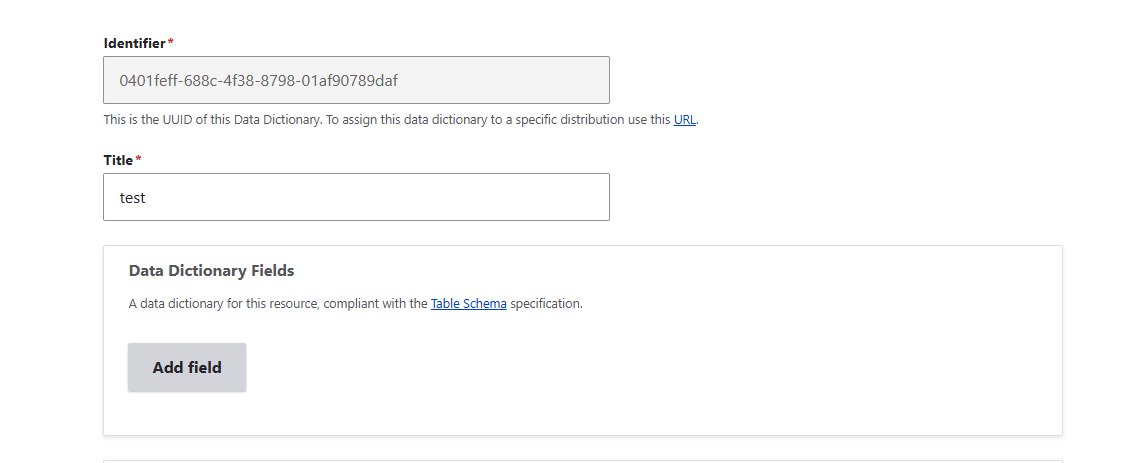 Identifier*
0401feff-688c-4f38-8798-01af90789daf
This is the UUID of this Data Dictionary. To assign this data dictionary to a specific distribution use this URL.
Title*
test
Data Dictionary Fields
A data dictionary for this resource, compliant with the Table Schema specification.
Add field